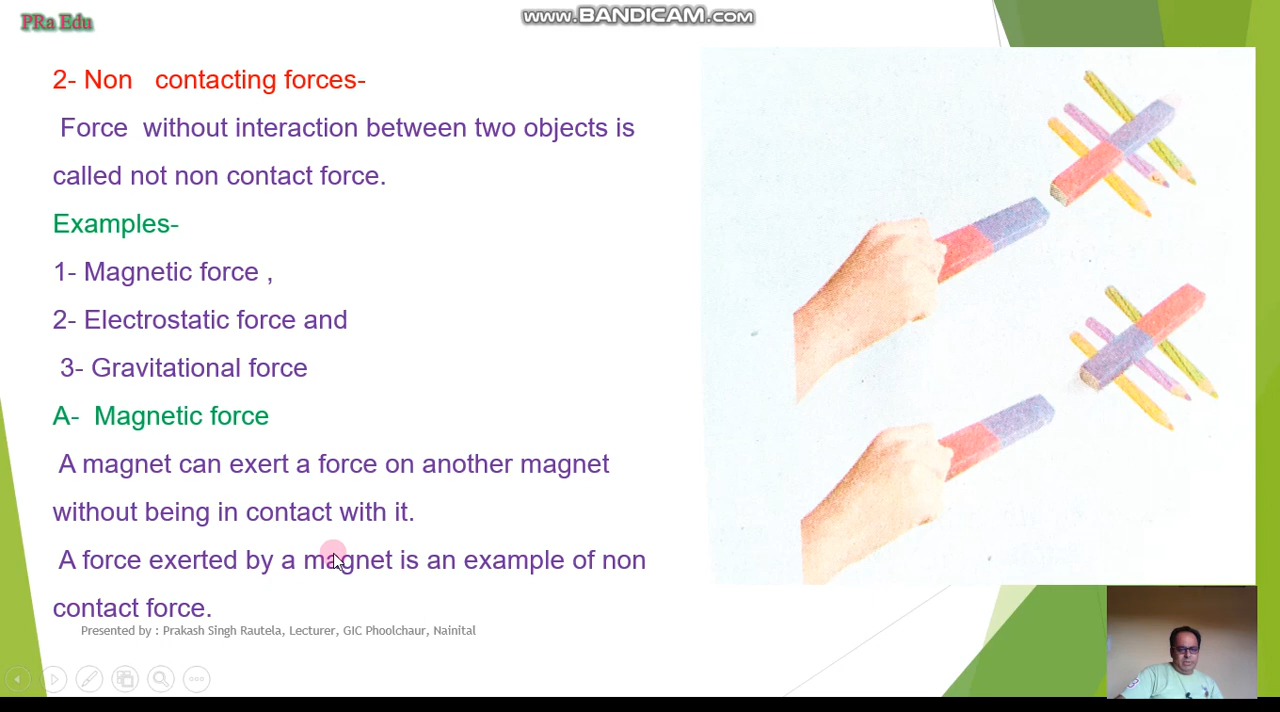 PRa Edu
www.BANDICAM.com
2- Non contacting forces-
Force without interaction between two objects is
called not non contact force.
Examples-
1- Magnetic force ,
2- Electrostatic force and
3- Gravitational force
A- Magnetic force
A magnet can exert a force on another magnet
without being in contact with it.
A force exerted by a magnet is an example of non
contact force.
Presented by : Prakash Singh Rautela, Lecturer, GIC Phoolchaur, Nainital